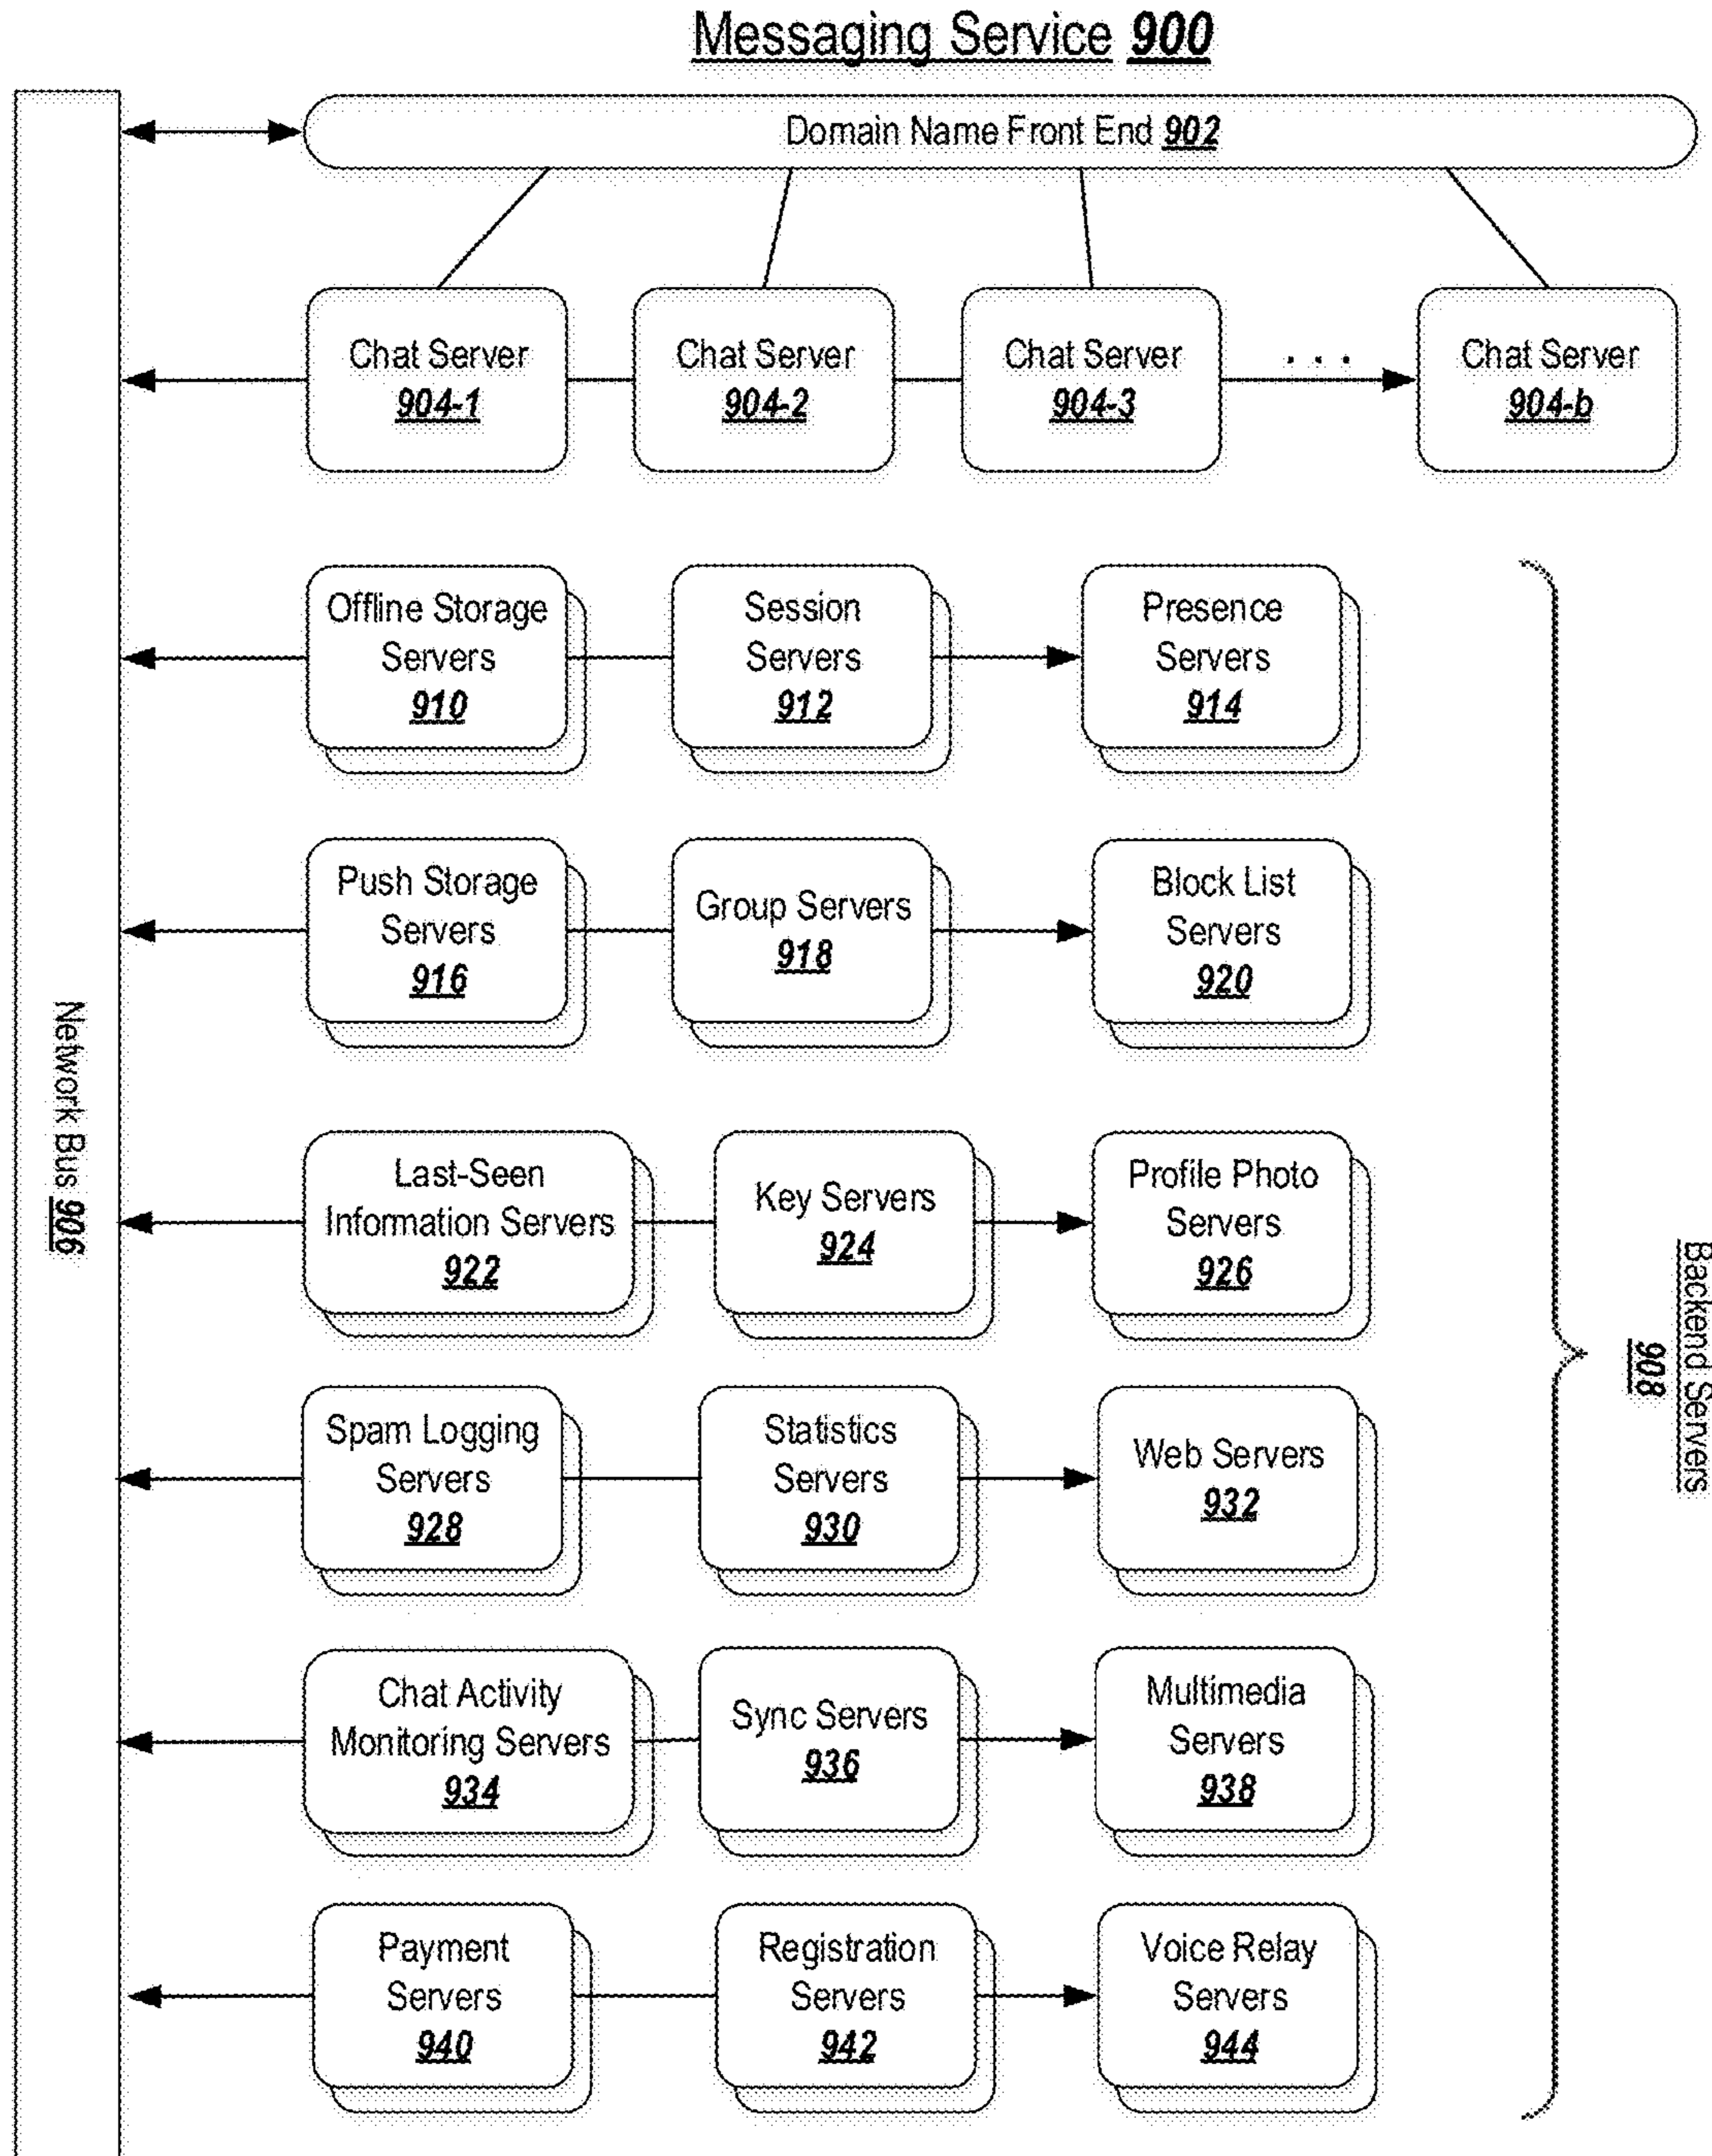 Messaging Service 900
Domain Name Front End 902
Chat Server
904-1
Chat Server
904-2
Chat Server
904-3
. . .
Chat Server
904-b
Network Bus 906
Offline Storage
Servers
910
Session
Servers
912
Presence
Servers
914
Push Storage
Servers
916
Group Servers
918
Block List
Servers
920
Last-Seen
Information Servers
922
Key Servers
924
Profile Photo
Servers
926
Spam Logging
Servers
928
Statistics
Servers
930
Web Servers
932
Chat Activity
Monitoring Servers
934
Sync Servers
936
Multimedia
Servers
938
Payment
Servers
940
Registration
Servers
942
Voice Relay
Servers
944
Backend Servers
908